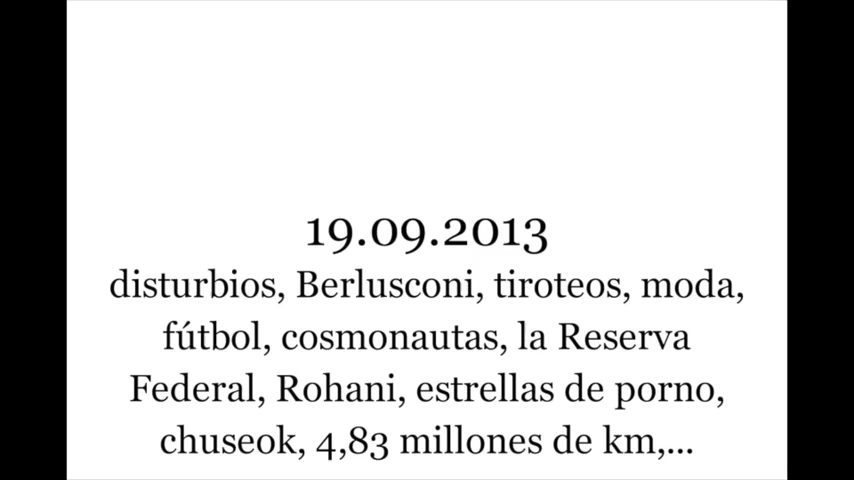 19.09.2013
disturbios, Berlusconi, tiroteos, moda,
fútbol, cosmonautas, la Reserva
Federal, Rohani, estrellas de porno,
chuseok, 4,83 millones de km,...